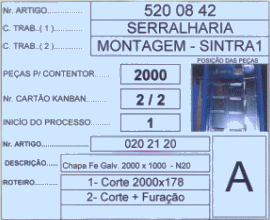 Nr. ARTIGO............ 520 08 42
C. TRAB. ( 1 )........ SERRALHARIA
C. TRAB. ( 2 )........ MONTAGEM - SINTRA1
POSIÇÃO DAS PEÇAS
PEÇAS P/ CONTENTOR...... 2000
Nr. CARTÃO KANBAN...... 2 / 2
INICÍO DO PROCESSO...... 1
Nr. ARTIGO............ 020 21 20
DESCRIÇÃO...... Chapa Fe Galv. 2000 x 1000 - N20
ROTEIRO............ 1- Corte 2000x178
2- Corte + Furação
A